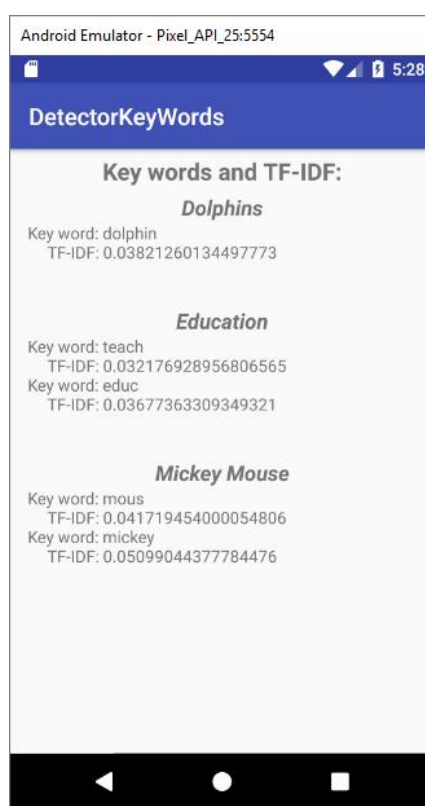 Android Emulator - Pixel_API_25:5554
5:28
DetectorKeyWords
Key words and TF-IDF:
Dolphins
Key word: dolphin
TF-IDF: 0.03821260134497773
Education
Key word: teach
TF-IDF: 0.032176928956806565
Key word: educ
TF-IDF: 0.03677363309349321
Mickey Mouse
Key word: mous
TF-IDF: 0.041719454000054806
Key word: mickey
TF-IDF: 0.05099044377784476